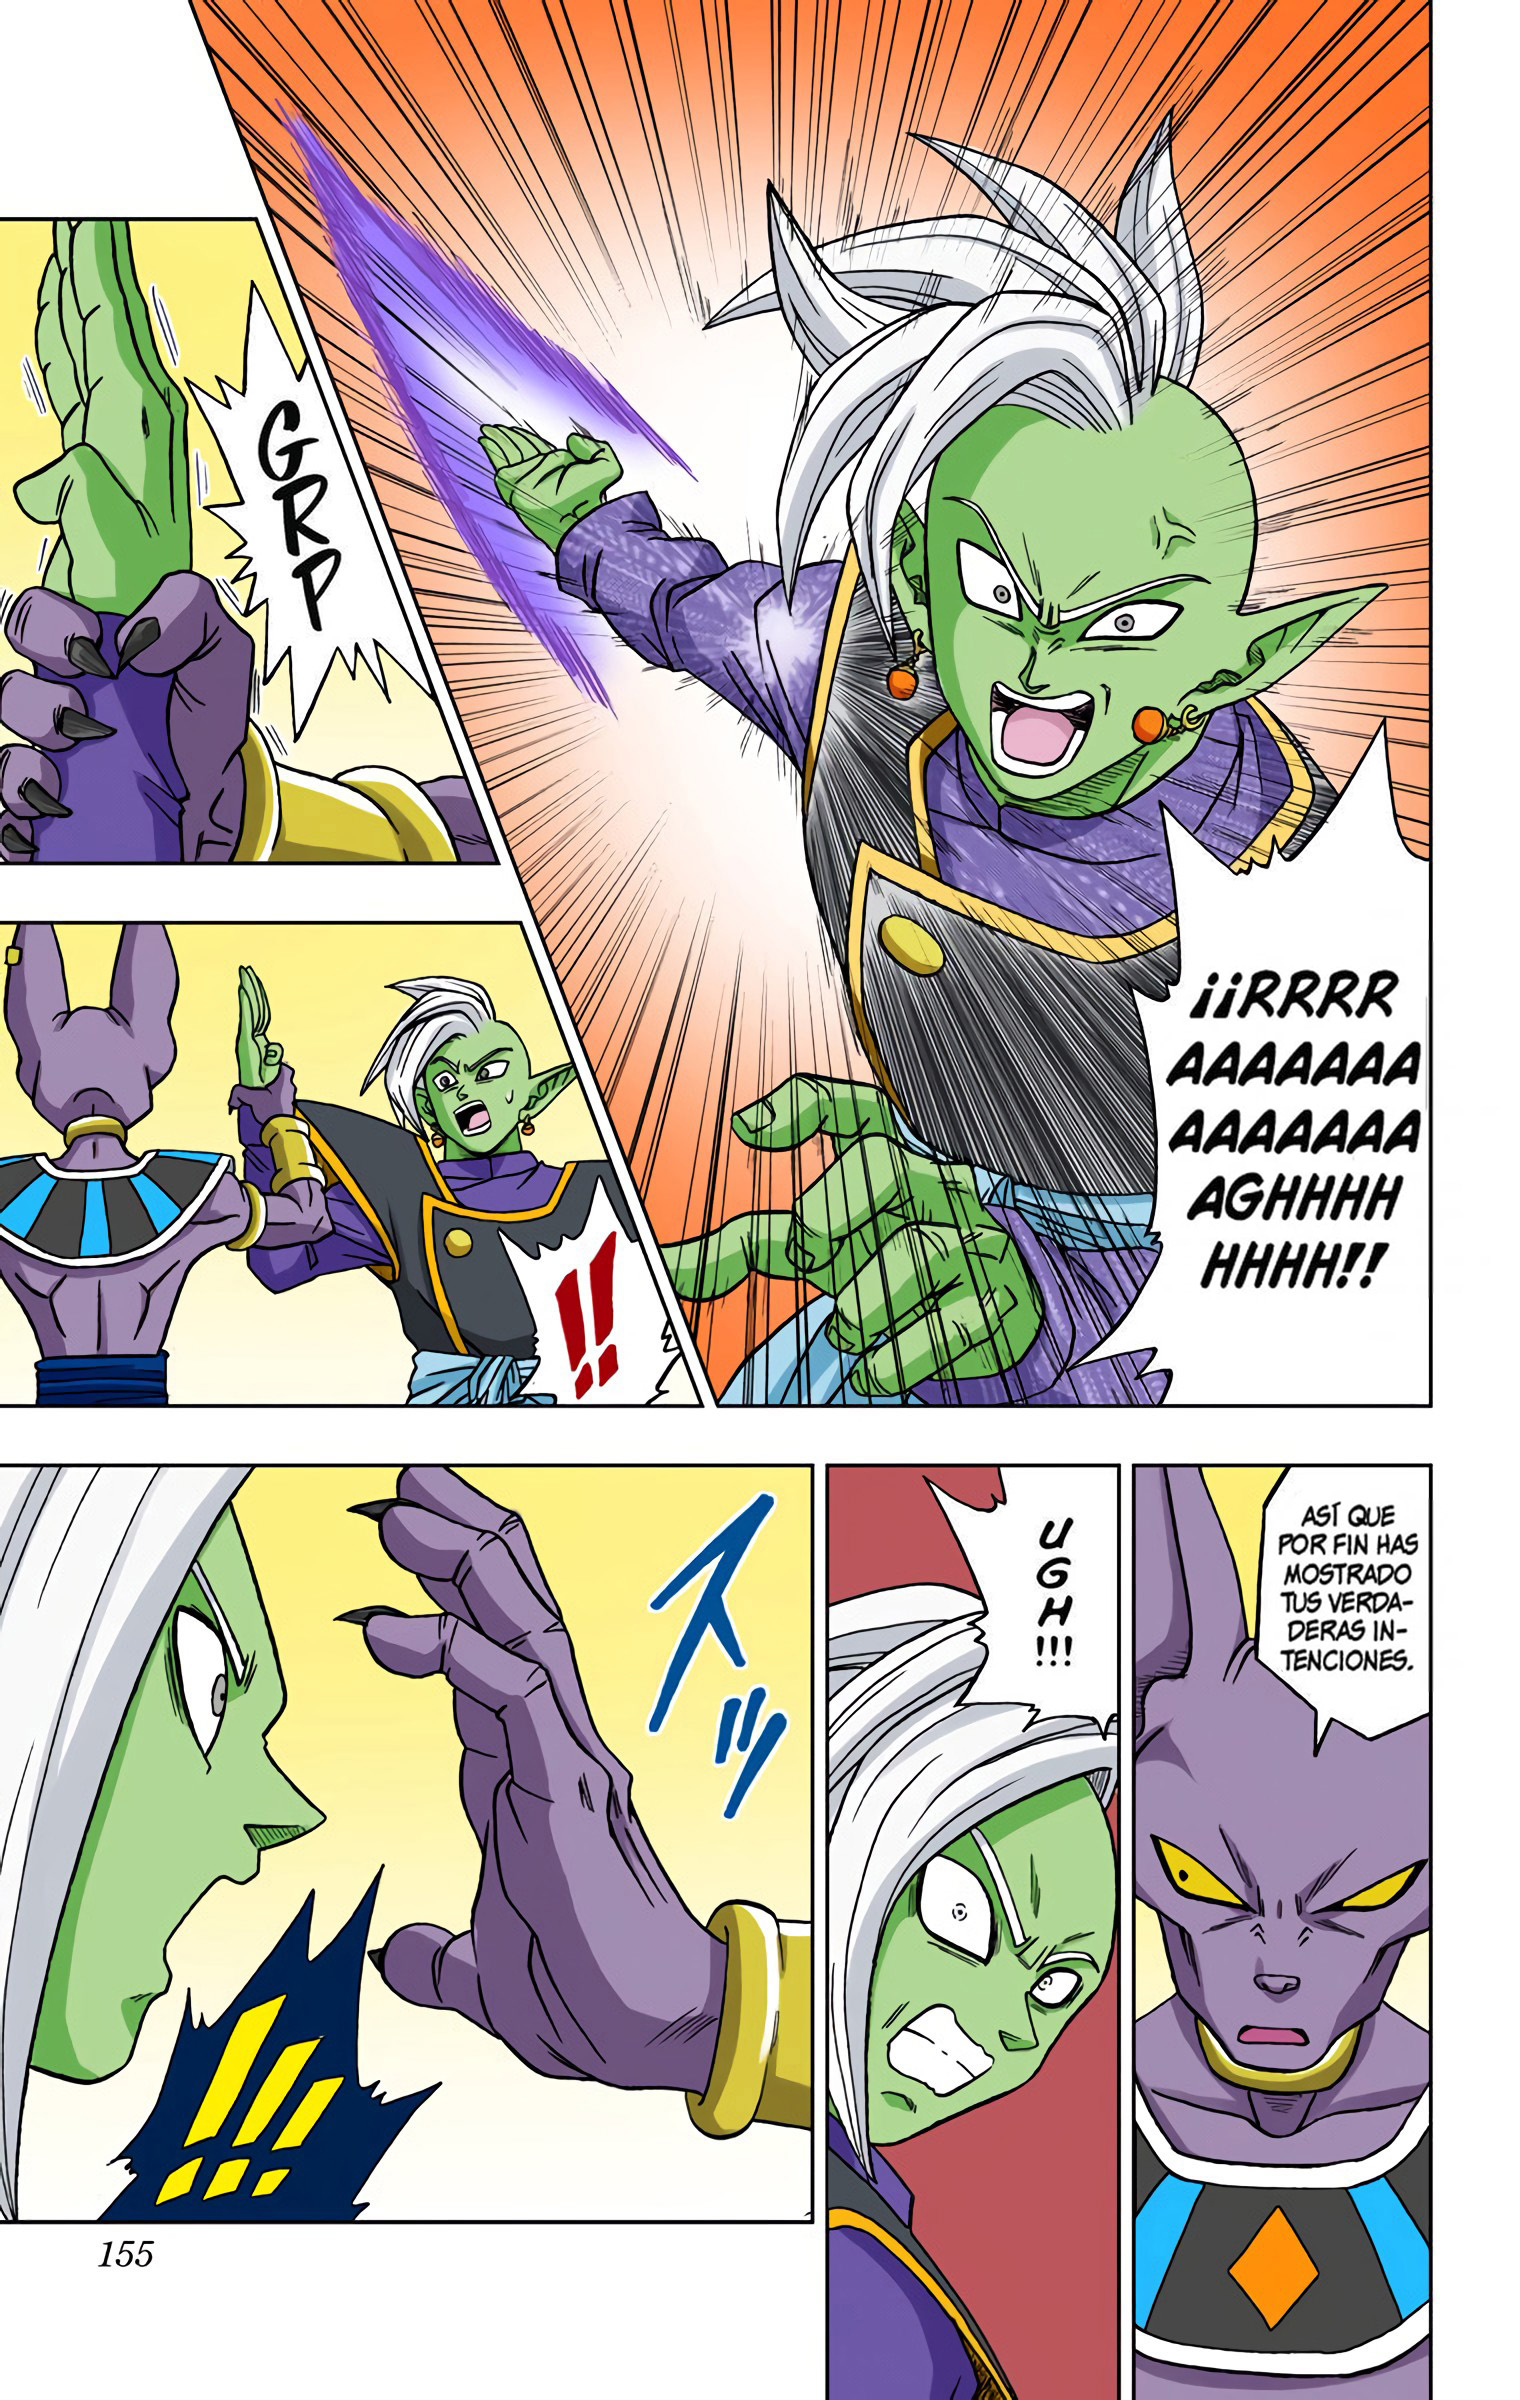 ¡¡RRRR
AAAAAAA
AAAAAAA
AGHHHH
HHHH!!
GRP
!!
ASÍ QUE
POR FIN HAS
MOSTRADO
TUS VERDA-
DERAS IN-
TENCIONES.
UGH
!!!
スッ
!!!
155